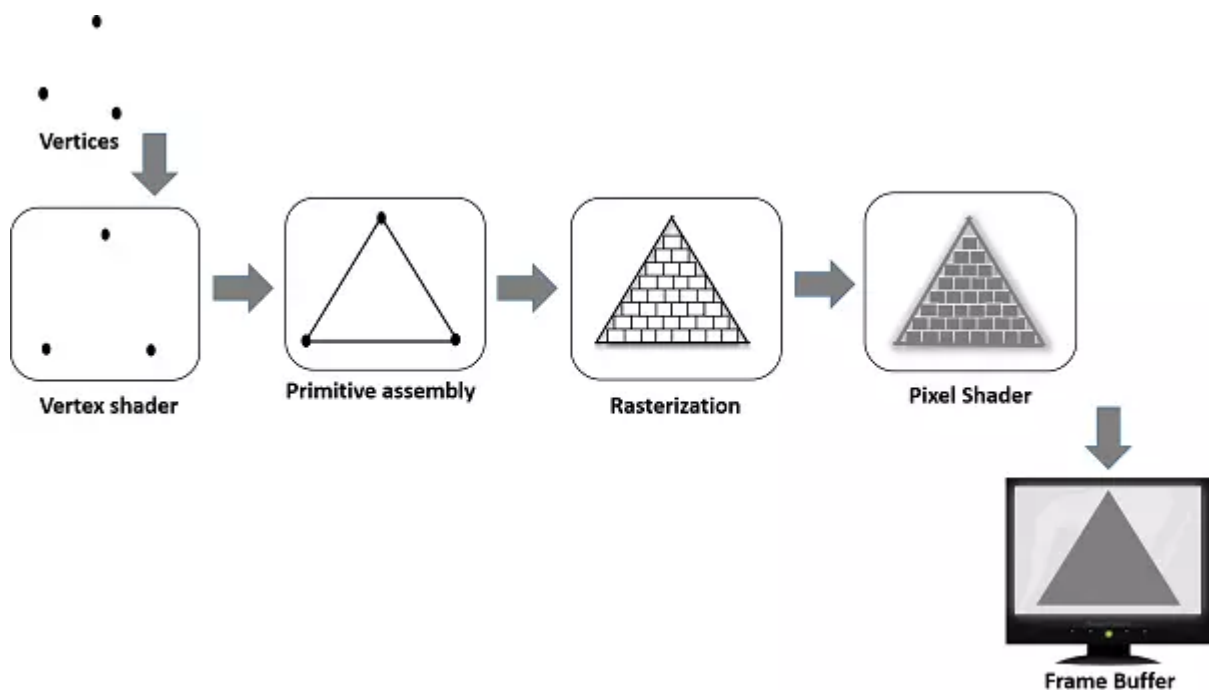 Vertices
Vertex shader
Primitive assembly
Rasterization
Pixel Shader
Frame Buffer